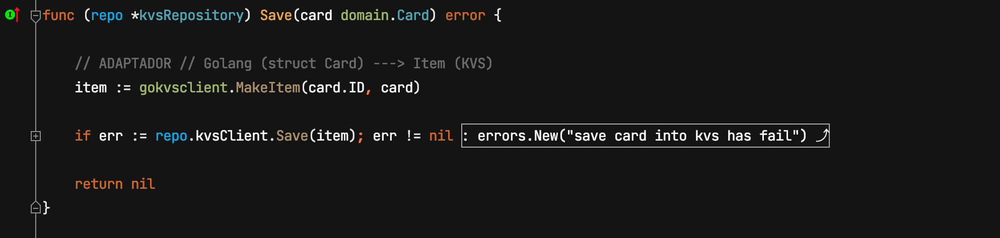 func (repo *kvsRepository) Save(card domain.Card) error {
// ADAPTADOR // Golang (struct Card) ---> Item (KVS)
item := gokvsclient.MakeItem(card.ID, card)
if err := repo.kvsClient.Save(item); err != nil : errors.New("save card into kvs has fail") ⤴
return nil
}